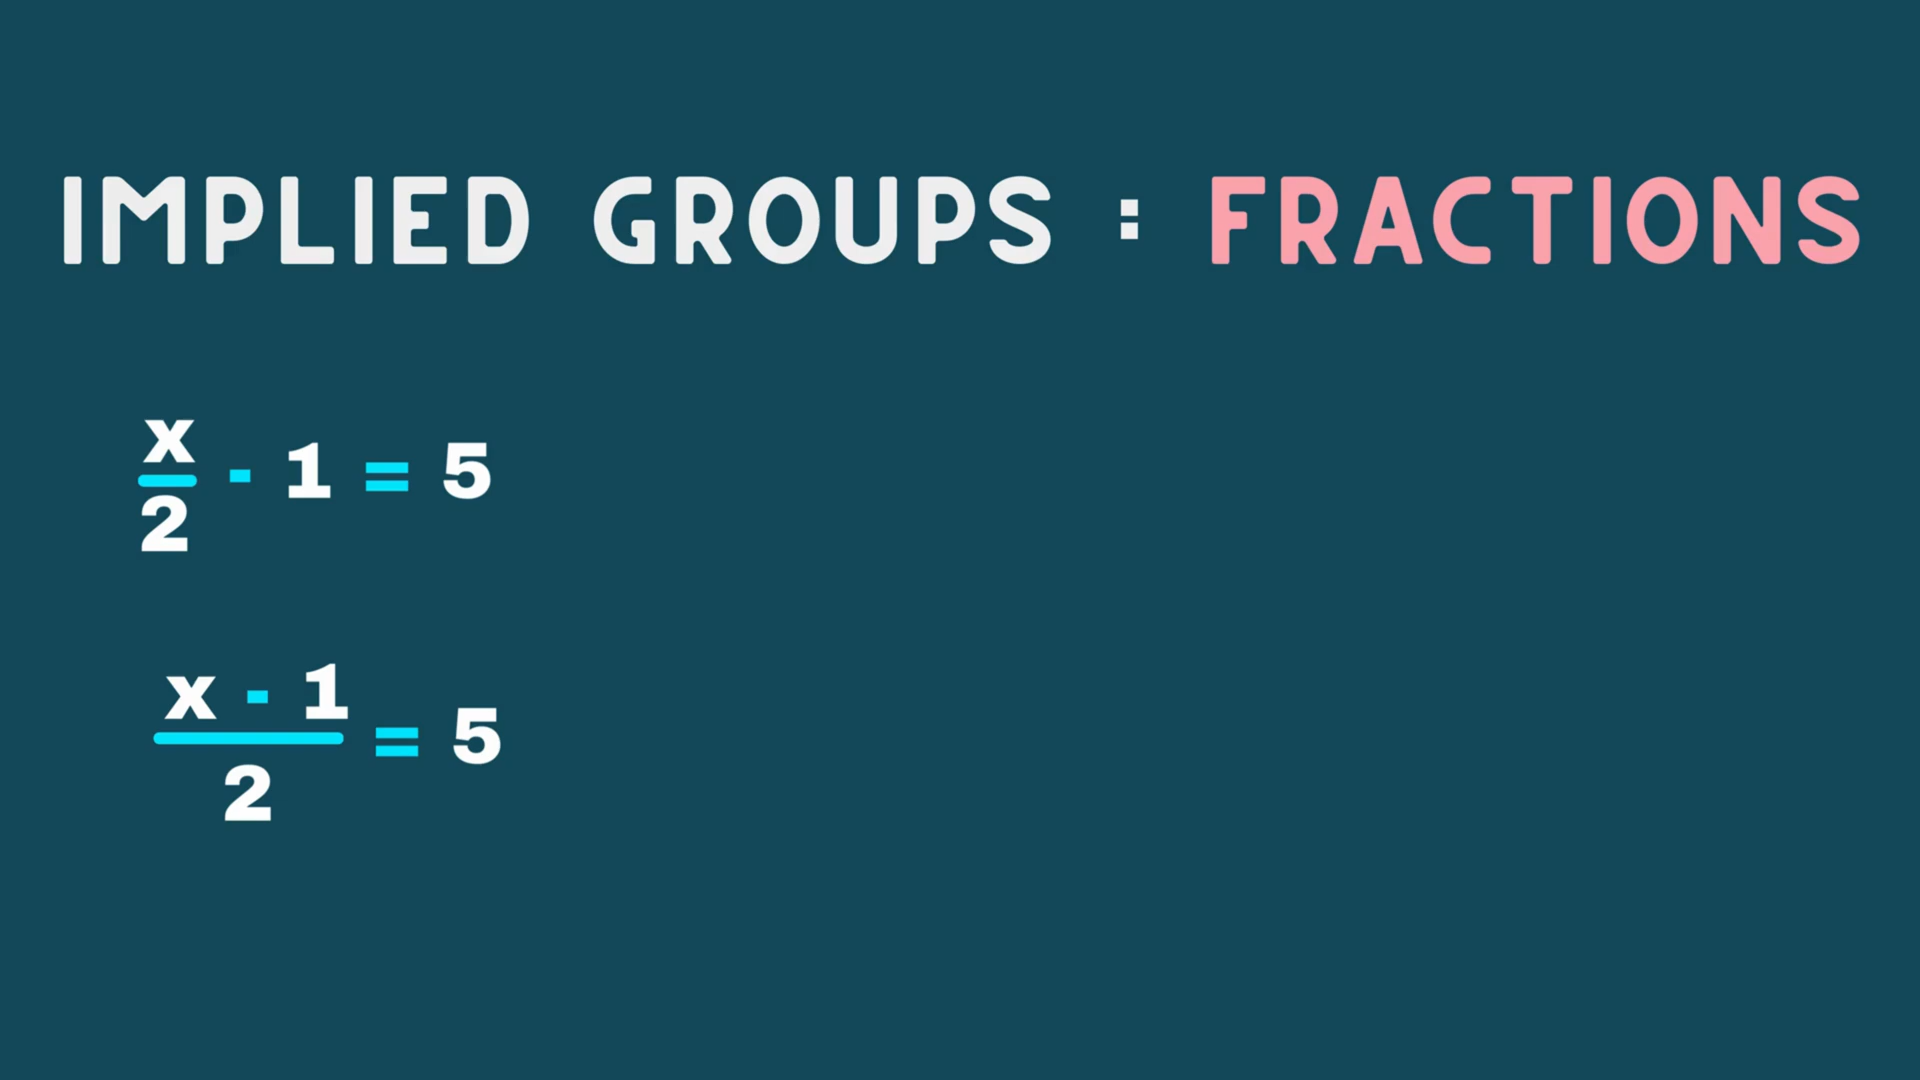 IMPLIED GROUPS : FRACTIONS
x
2
- 1 = 5
x - 1
2
= 5